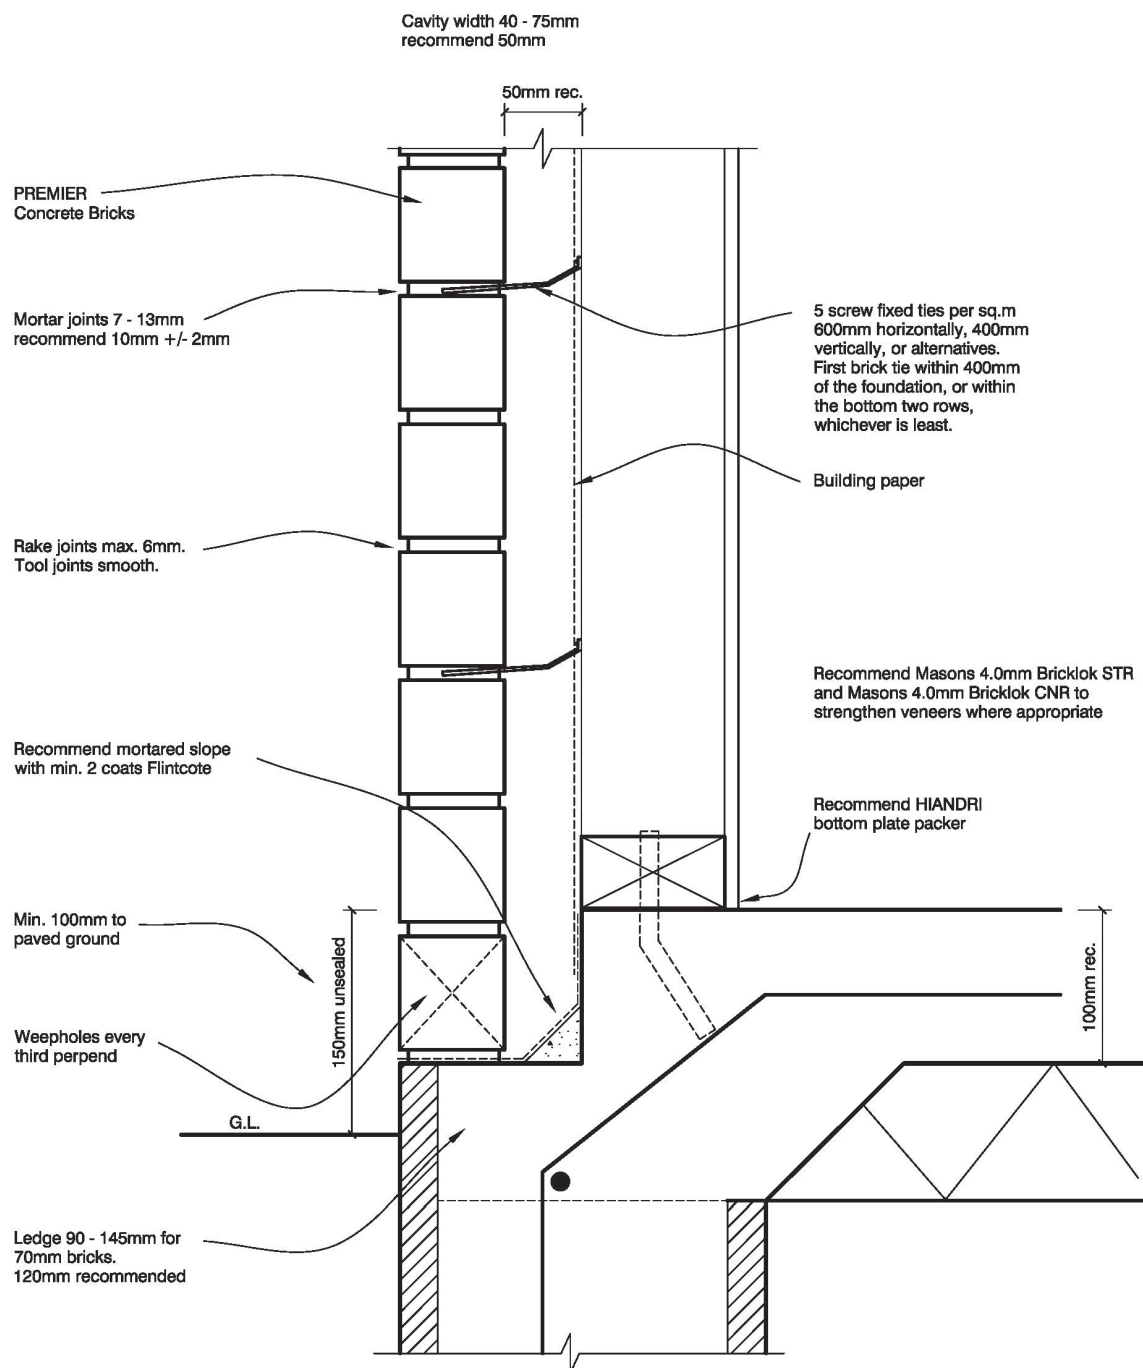 Cavity width 40 - 75mm
recommend 50mm
50mm rec.
PREMIER
Concrete Bricks
Mortar joints 7 - 13mm
recommend 10mm +/- 2mm
5 screw fixed ties per sq.m
600mm horizontally, 400mm
vertically, or alternatives.
First brick tie within 400mm
of the foundation, or within
the bottom two rows,
whichever is least.
Building paper
Rake joints max. 6mm.
Tool joints smooth.
Recommend Masons 4.0mm Bricklok STR
and Masons 4.0mm Bricklok CNR to
strengthen veneers where appropriate
Recommend mortared slope
with min. 2 coats Flintcote
Recommend HIANDRI
bottom plate packer
Min. 100mm to
paved ground
150mm unsealed
100mm rec.
Weepholes every
third perpend
G.L.
Ledge 90 - 145mm for
70mm bricks.
120mm recommended